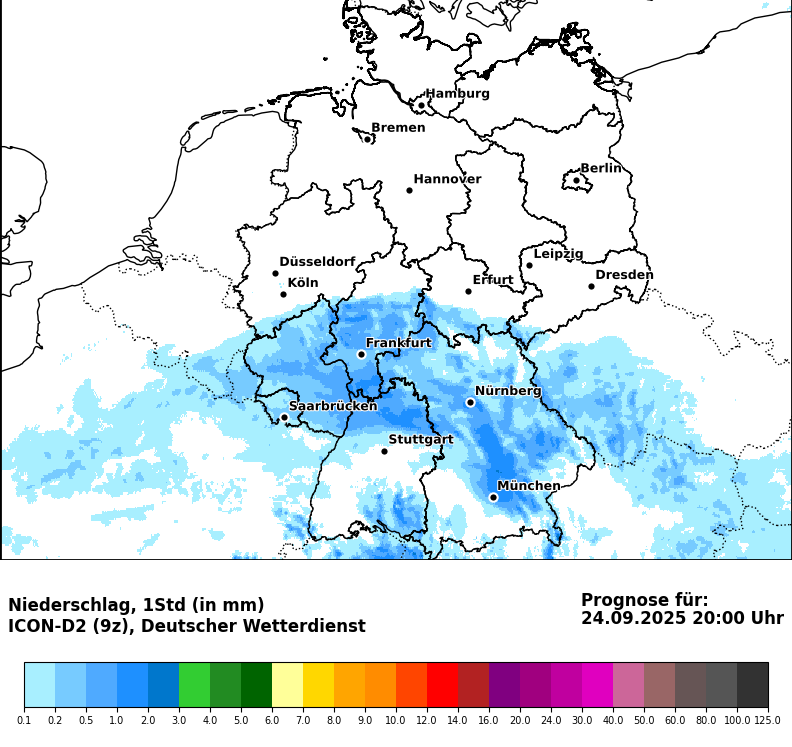 Hamburg
Bremen
Berlin
Hannover
Leipzig
Düsseldorf
Dresden
Köln
Erfurt
Frankfurt
Nürnberg
Saarbrücken
Stuttgart
München
Niederschlag, 1Std (in mm)
ICON-D2 (9z), Deutscher Wetterdienst
Prognose für:
24.09.2025 20:00 Uhr
0.1 0.2 0.5 1.0 2.0 3.0 4.0 5.0 6.0 7.0 8.0 9.0 10.0 12.0 14.0 16.0 20.0 24.0 30.0 40.0 50.0 60.0 80.0 100.0 125.0